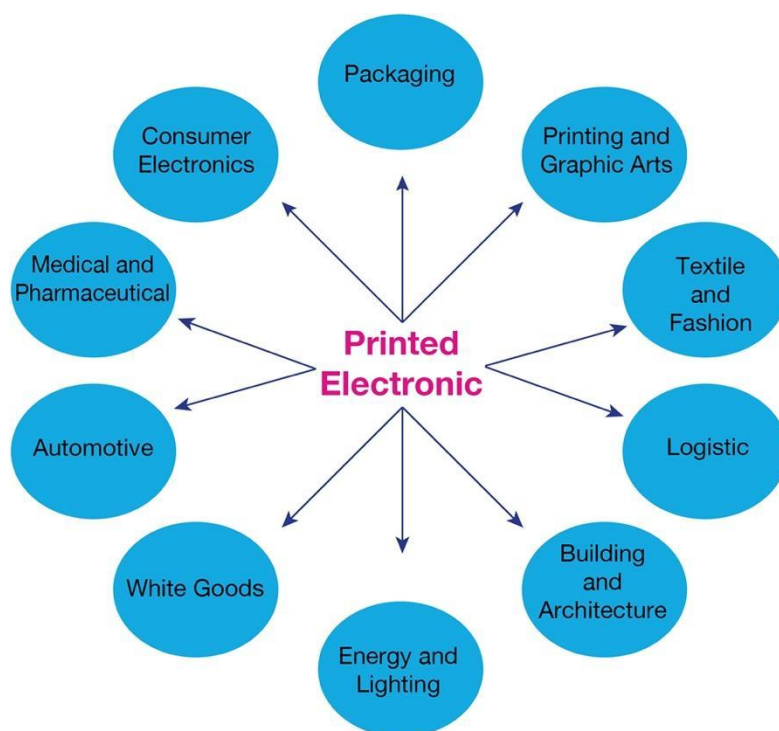 Packaging
Consumer
Electronics
Printing and
Graphic Arts
Medical and
Pharmaceutical
Textile
and
Fashion
Printed
Electronic
Automotive
Logistic
White Goods
Building
and
Architecture
Energy and
Lighting